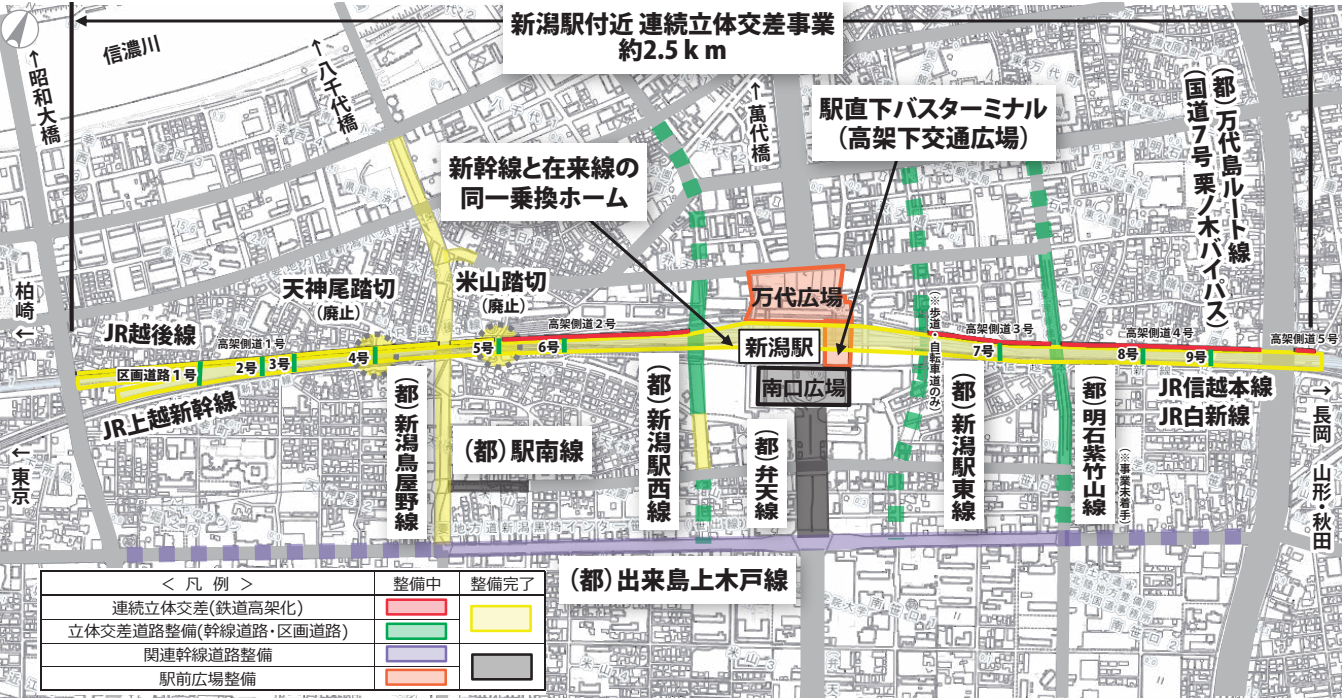 新潟駅付近 連続立体交差事業
約2.5ｋｍ
信濃川
↑昭和大橋
↑八千代橋
↑萬代橋
駅直下バスターミナル
(高架下交通広場)
(都)万代島ルート線
(国道7号栗ノ木バイパス)
新幹線と在来線の
同一乗換ホーム
柏崎
←
天神尾踏切
(廃止)
米山踏切
(廃止)
万代広場
JR越後線
高架側道1号
高架側道2号
(※歩道・自転車道のみ)
高架側道3号
高架側道4号
高架側道5号
区画道路1号
2号
3号
4号
5号
6号
新潟駅
7号
8号
9号
JR上越新幹線
南口広場
JR信越本線
JR白新線
→
長岡
山形・秋田
←東京
(都)新潟鳥屋野線
(都)駅南線
(都)新潟駅西線
(都)弁天線
(都)新潟駅東線
(都)明石紫竹山線
(※事業未着手)
(都)出来島上木戸線
＜ 凡 例 ＞
整備中
整備完了
連続立体交差(鉄道高架化)
立体交差道路整備(幹線道路・区画道路)
関連幹線道路整備
駅前広場整備